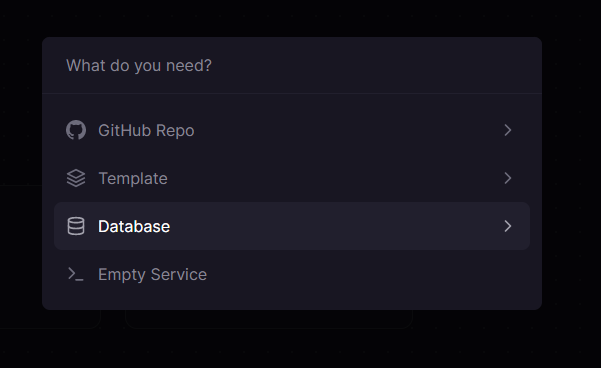 What do you need?
GitHub Repo
Template
Database
Empty Service